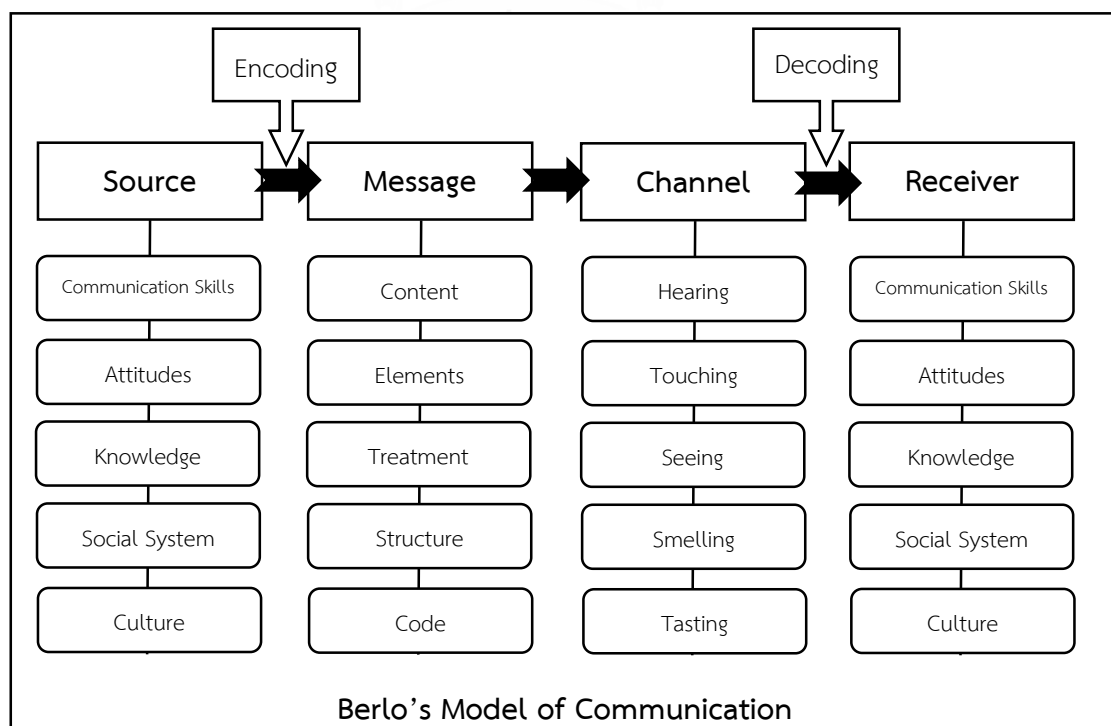 Encoding
Decoding
Source
Message
Channel
Receiver
Communication Skills
Content
Hearing
Communication Skills
Attitudes
Elements
Touching
Attitudes
Knowledge
Treatment
Seeing
Knowledge
Social System
Structure
Smelling
Social System
Culture
Code
Tasting
Culture
Berlo's Model of Communication